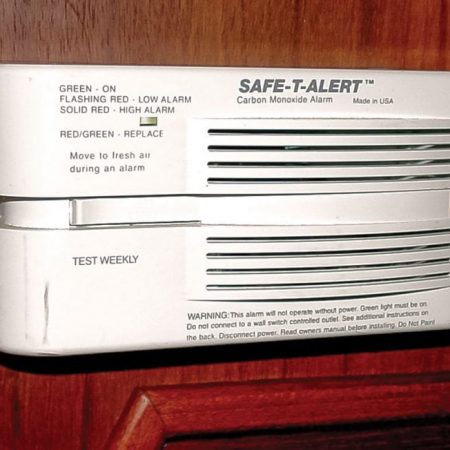 GREEN - ON
FLASHING RED - LOW ALARM
SOLID RED - HIGH ALARM
RED/GREEN - REPLACE
Move to fresh air
during an alarm
SAFE-T-ALERT™
Carbon Monoxide Alarm Made in USA
TEST WEEKLY
WARNING: This alarm will not operate without power. Green light must be on.
Do not connect to a wall switch controlled outlet. See additional instructions on
the back. Disconnect power. Read owners manual before installing. Do Not Paint